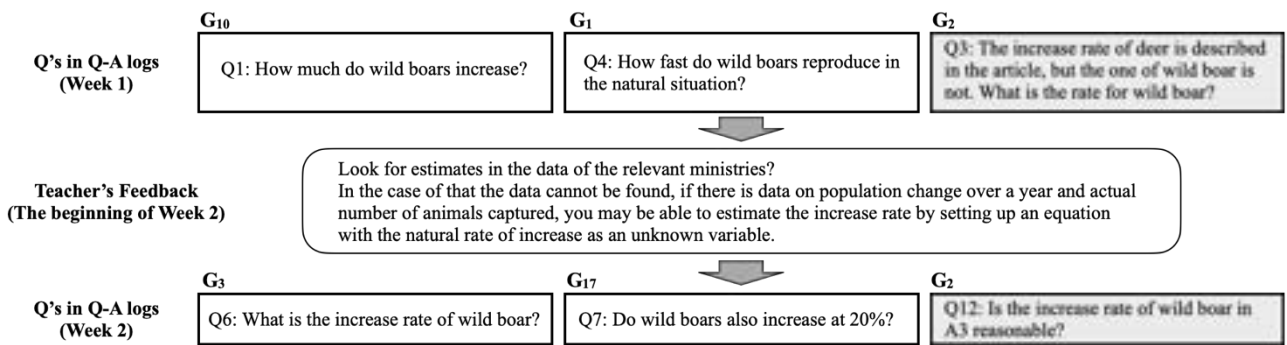 G10
G1
G2
Q's in Q-A logs
(Week 1)
Q1: How much do wild boars increase?
Q4: How fast do wild boars reproduce in
the natural situation?
Q3: The increase rate of deer is described
in the article, but the one of wild boar is
not. What is the rate for wild boar?
Teacher's Feedback
(The beginning of Week 2)
Look for estimates in the data of the relevant ministries?
In the case of that the data cannot be found, if there is data on population change over a year and actual
number of animals captured, you may be able to estimate the increase rate by setting up an equation
with the natural rate of increase as an unknown variable.
G3
G17
G2
Q's in Q-A logs
(Week 2)
Q6: What is the increase rate of wild boar?
Q7: Do wild boars also increase at 20%?
Q12: Is the increase rate of wild boar in
A3 reasonable?